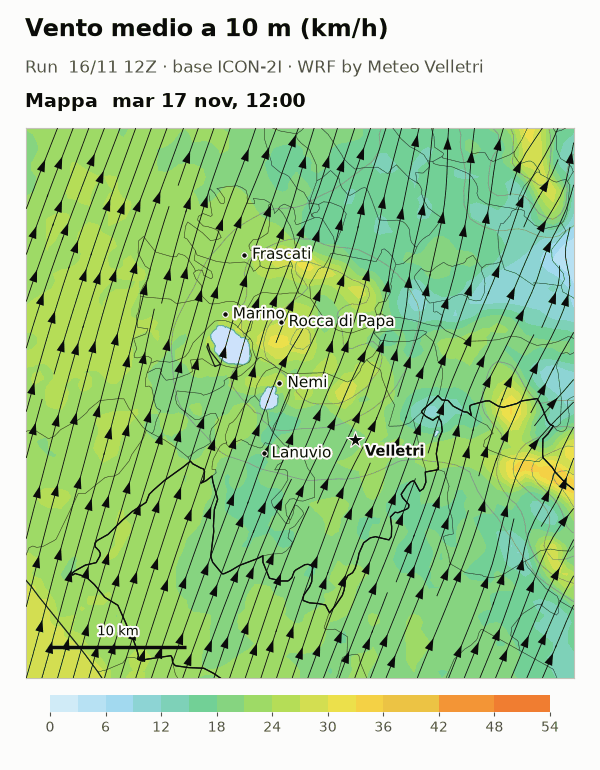 Vento medio a 10 m (km/h)
Run 16/11 12Z · base ICON-2I · WRF by Meteo Velletri
Mappa mar 17 nov, 12:00
Frascati
Marino
Rocca di Papa
Nemi
Velletri
Lanuvio
10 km
0 6 12 18 24 30 36 42 48 54